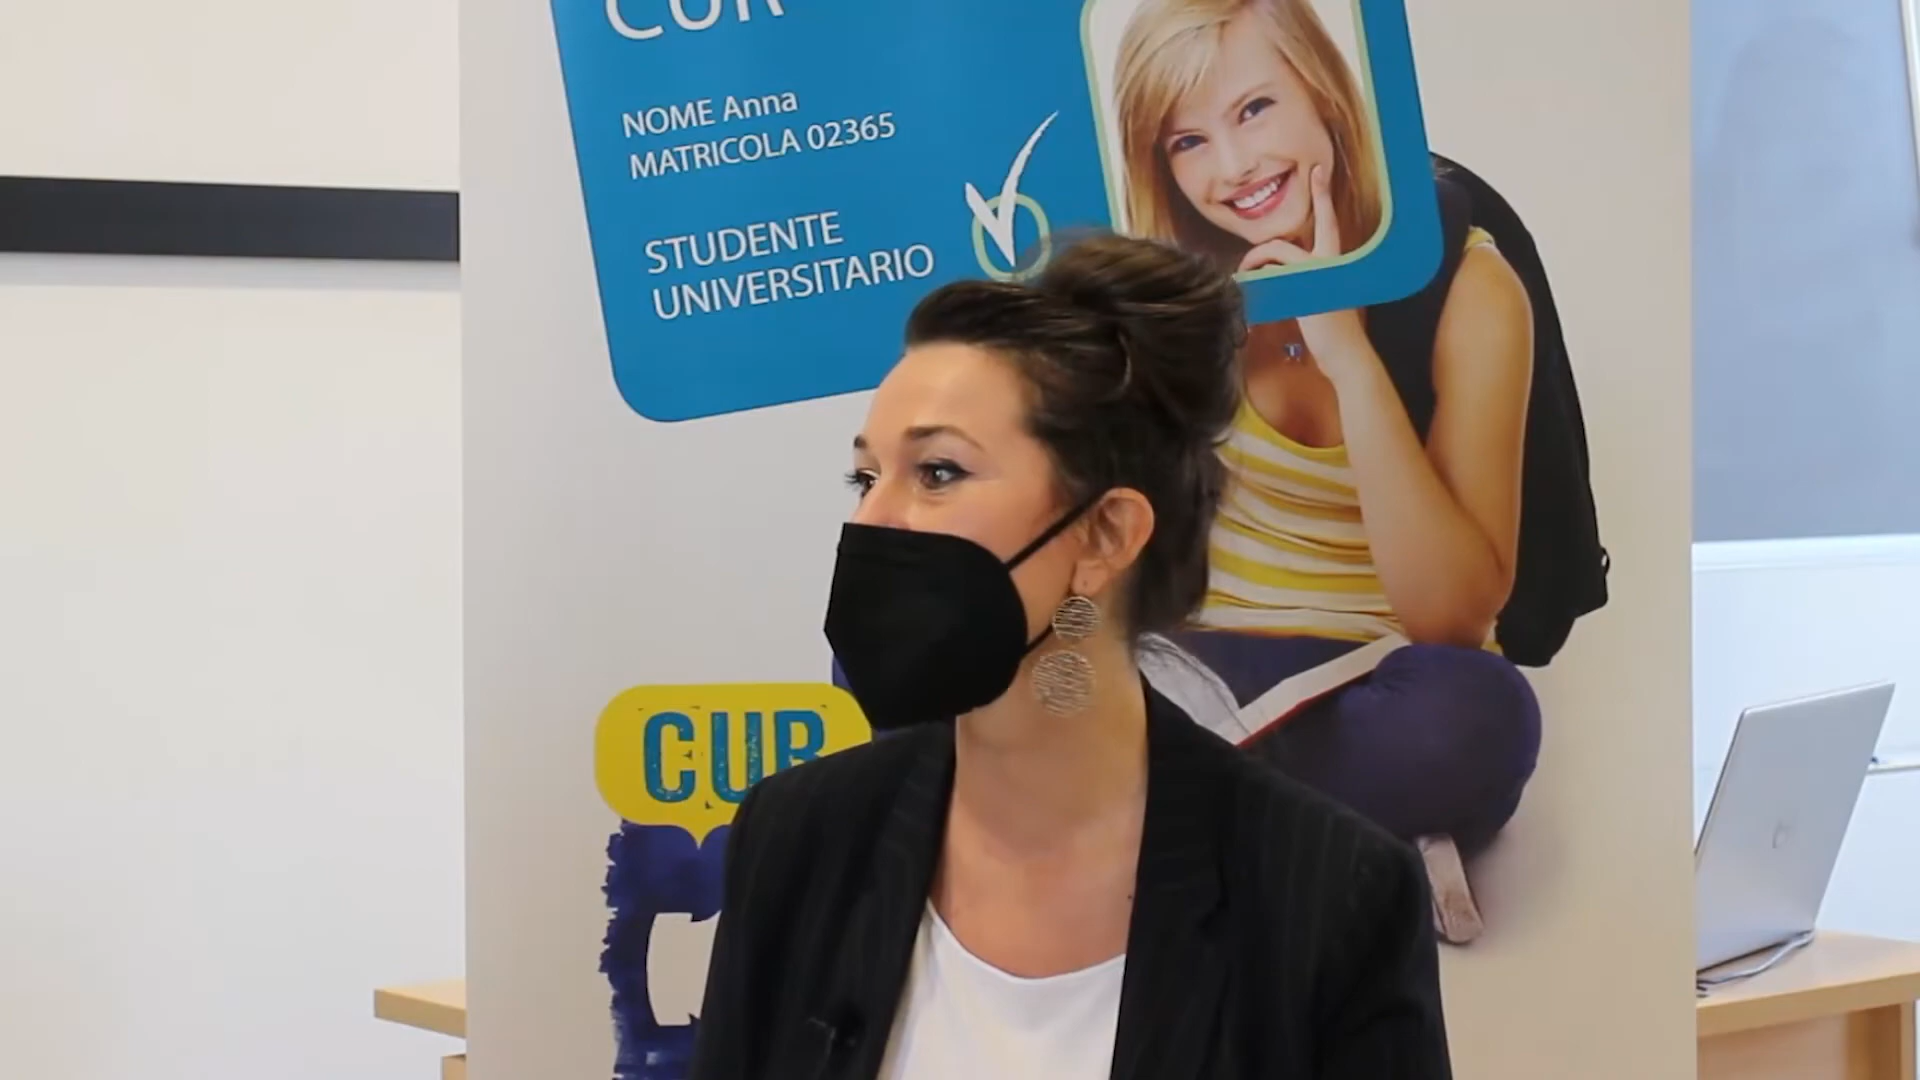 CUR
NOME Anna
MATRICOLA 02365
STUDENTE
UNIVERSITARIO
CUR